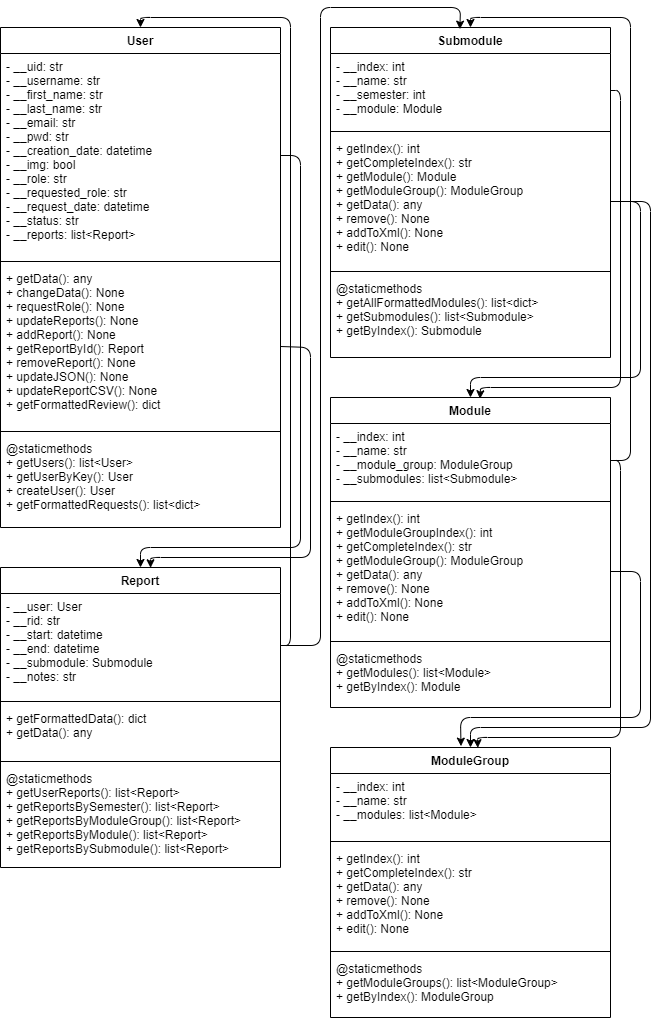 User
- __uid: str
- __username: str
- __first_name: str
- __last_name: str
- __email: str
- __pwd: str
- __creation_date: datetime
- __img: bool
- __role: str
- __requested_role: str
- __request_date: datetime
- __status: str
- __reports: list<Report>
+ getData(): any
+ changeData(): None
+ requestRole(): None
+ updateReports(): None
+ addReport(): None
+ getReportById(): Report
+ removeReport(): None
+ updateJSON(): None
+ updateReportCSV(): None
+ getFormattedReview(): dict
@staticmethods
+ getUsers(): list<User>
+ getUserByKey(): User
+ createUser(): User
+ getFormattedRequests(): list<dict>
Report
- __user: User
- __rid: str
- __start: datetime
- __end: datetime
- __submodule: Submodule
- __notes: str
+ getFormattedData(): dict
+ getData(): any
@staticmethods
+ getUserReports(): list<Report>
+ getReportsBySemester(): list<Report>
+ getReportsByModuleGroup(): list<Report>
+ getReportsByModule(): list<Report>
+ getReportsBySubmodule(): list<Report>
Submodule
- __index: int
- __name: str
- __semester: int
- __module: Module
+ getIndex(): int
+ getCompleteIndex(): str
+ getModule(): Module
+ getModuleGroup(): ModuleGroup
+ getData(): any
+ remove(): None
+ addToXml(): None
+ edit(): None
@staticmethods
+ getAllFormattedModules(): list<dict>
+ getSubmodules(): list<Submodule>
+ getByIndex(): Submodule
Module
- __index: int
- __name: str
- __module_group: ModuleGroup
- __submodules: list<Submodule>
+ getIndex(): int
+ getModuleGroupIndex(): int
+ getCompleteIndex(): str
+ getModuleGroup(): ModuleGroup
+ getData(): any
+ remove(): None
+ addToXml(): None
+ edit(): None
@staticmethods
+ getModules(): list<Module>
+ getByIndex(): Module
ModuleGroup
- __index: int
- __name: str
- __modules: list<Module>
+ getIndex(): int
+ getCompleteIndex(): str
+ getData(): any
+ remove(): None
+ addToXml(): None
+ edit(): None
@staticmethods
+ getModuleGroups(): list<ModuleGroup>
+ getByIndex(): ModuleGroup